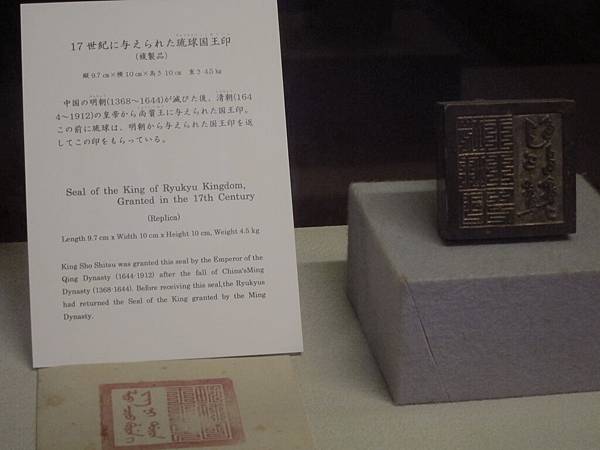 17世紀に与えられた琉球国王印
(複製品)
縦 9.7 cm×横 10 cm×高さ 10 cm 重さ 4.5 kg
中国の明朝(1368～1644)が滅びた後、清朝(164
4～1912)の皇帝から尚質王に与えられた国王印。
この前に琉球は、明朝から与えられた国王印を返
してこの印をもらっている。
Seal of the King of Ryukyu Kingdom,
Granted in the 17th Century
(Replica)
Length 9.7 cm x Width 10 cm x Height 10 cm, Weight 4.5 kg
King Sho Shitsu was granted this seal by the Emperor of the
Qing Dynasty (1644-1912) after the fall of China'sMing
Dynasty (1368-1644). Before receiving this seal,the Ryukyus
had returned the Seal of the King granted by the Ming
Dynasty.